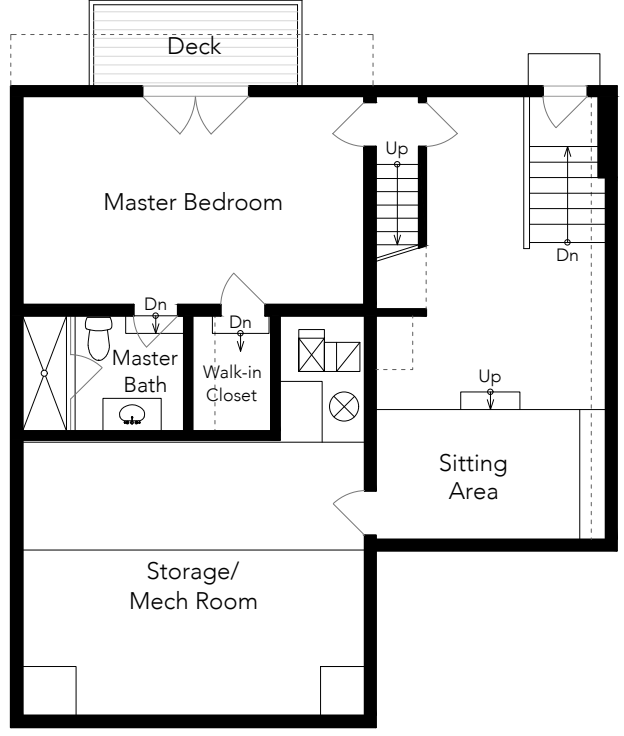 Deck
Up
Master Bedroom
Dn
Dn
Dn
Master
Bath
Walk-in
Closet
Up
Sitting
Area
Storage/
Mech Room